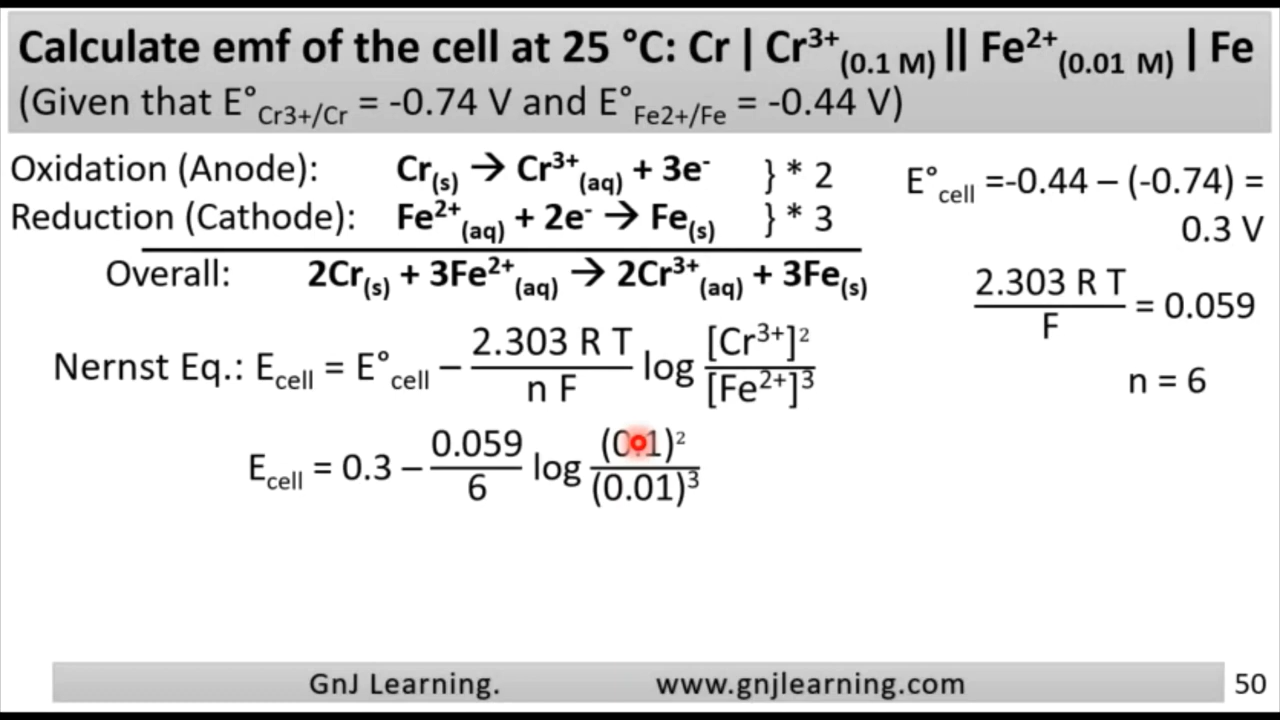 Calculate emf of the cell at 25 °C: Cr | Cr³⁺(0.1 M) || Fe²⁺(0.01 M) | Fe
(Given that E°Cr3+/Cr = -0.74 V and E°Fe2+/Fe = -0.44 V)
Oxidation (Anode): Cr(s) → Cr³⁺(aq) + 3e⁻ } * 2
Reduction (Cathode): Fe²⁺(aq) + 2e⁻ → Fe(s) } * 3
Overall: 2Cr(s) + 3Fe²⁺(aq) → 2Cr³⁺(aq) + 3Fe(s)
E°cell =-0.44 – (-0.74) =
0.3 V
2.303 R T / F = 0.059
Nernst Eq.: Ecell = E°cell – 2.303 R T / n F log [Cr³⁺]² / [Fe²⁺]³
n = 6
Ecell = 0.3 – 0.059 / 6 log (0.1)² / (0.01)³
GnJ Learning. www.gnjlearning.com 50